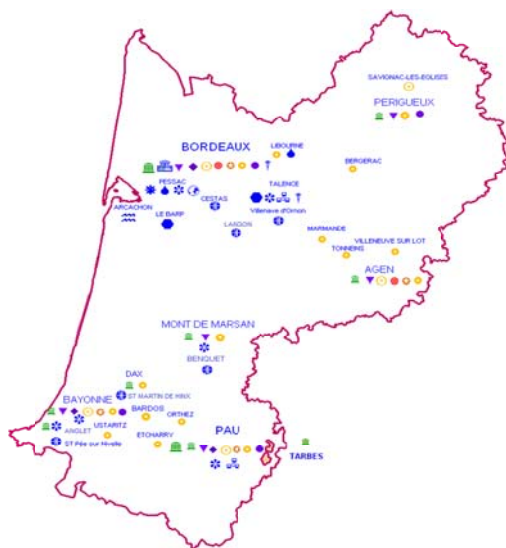 SAVIGNAC-LES-EGLISES
PERIGUEUX
BORDEAUX
LIBOURNE
BERGERAC
PESSAC
TALENCE
CESTAS
ARCACHON
LE BARP
Villenave d'Ornon
LANGON
MARMANDE
TONNEINS
VILLENEUVE SUR LOT
AGEN
MONT DE MARSAN
BENQUET
DAX
ST MARTIN DE HINX
BAYONNE
BARDOS
ORTHEZ
ANGLET
USTARITZ
ST Pée sur Nivelle
ETCHARRY
PAU
TARBES